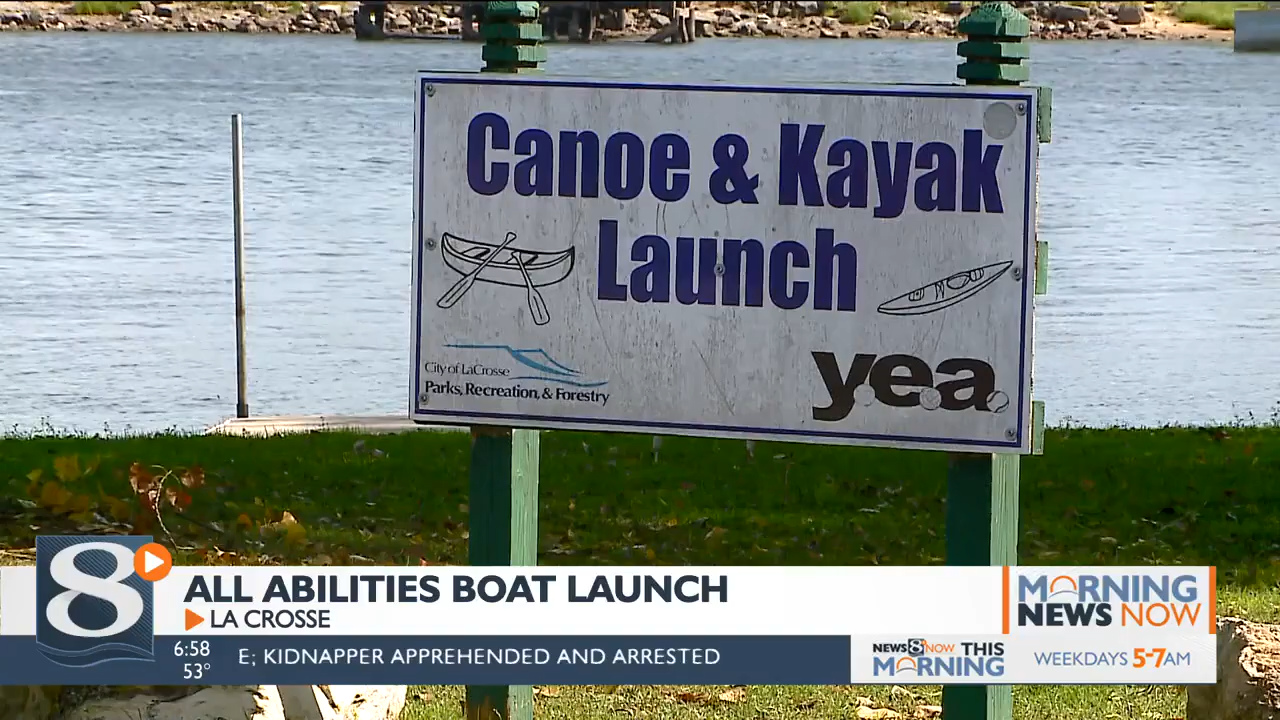 Canoe & Kayak
Launch
City of LaCrosse
Parks, Recreation, & Forestry
yea
8
ALL ABILITIES BOAT LAUNCH
LA CROSSE
MORNING
NEWS NOW
6:58
53°
E; KIDNAPPER APPREHENDED AND ARRESTED
NEWS 8 NOW THIS
MORNING
WEEKDAYS 5-7AM